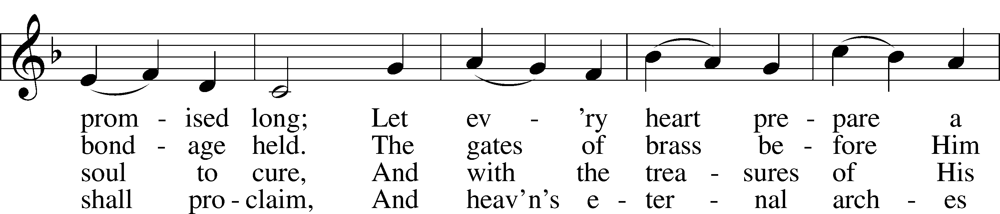 prom - ised long; Let ev - ’ry heart pre - pare a
bond - age held. The gates of brass be - fore Him
soul to cure, And with the trea - sures of His
shall pro - claim, And heav’n’s e - ter - nal arch - es